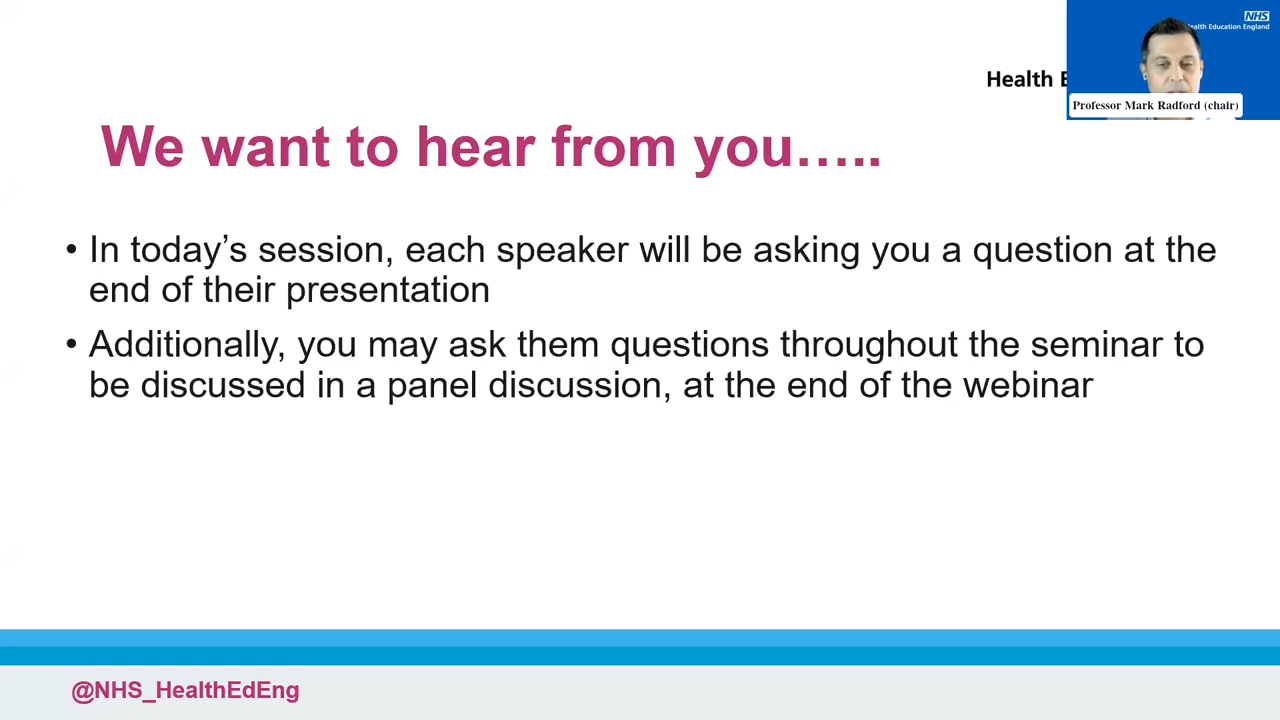 NHS
Health Education England
Health E
Professor Mark Radford (chair)
We want to hear from you…..
• In today’s session, each speaker will be asking you a question at the
end of their presentation
• Additionally, you may ask them questions throughout the seminar to
be discussed in a panel discussion, at the end of the webinar
@NHS_HealthEdEng